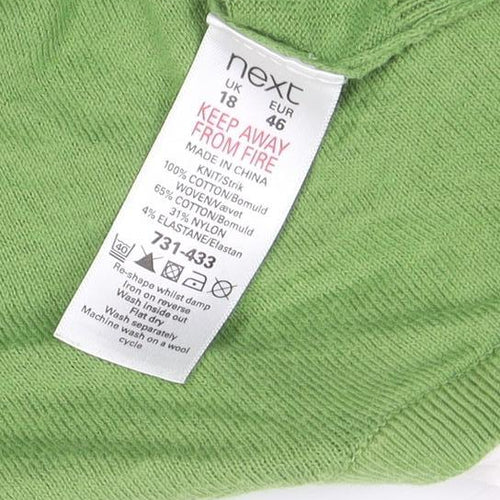 next
UK EUR
18 46
KEEP AWAY
FROM FIRE
MADE IN CHINA
KNIT/Strik
100% COTTON/Bomuld
WOVEN/Vævet
65% COTTON/Bomuld
31% NYLON
4% ELASTANE/Elastan
731-433
40
Re-shape whilst damp
Iron on reverse
Wash Inside out
Flat dry
Wash separately
Machine wash on a wool
cycle